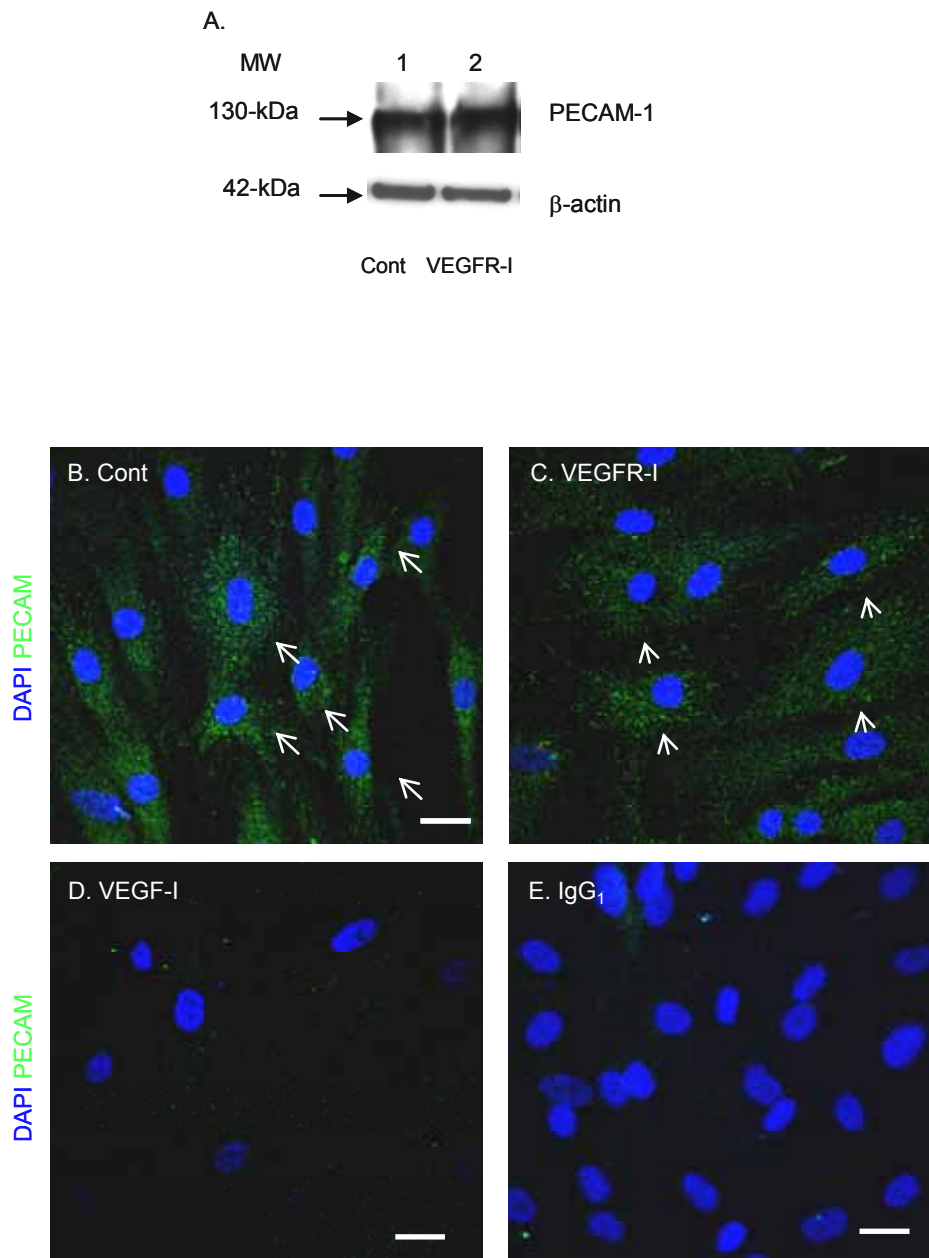 A.
MW 1 2
130-kDa PECAM-1
42-kDa β-actin
Cont VEGFR-I
DAPI PECAM
B. Cont
C. VEGFR-I
DAPI PECAM
D. VEGF-I
E. IgG₁